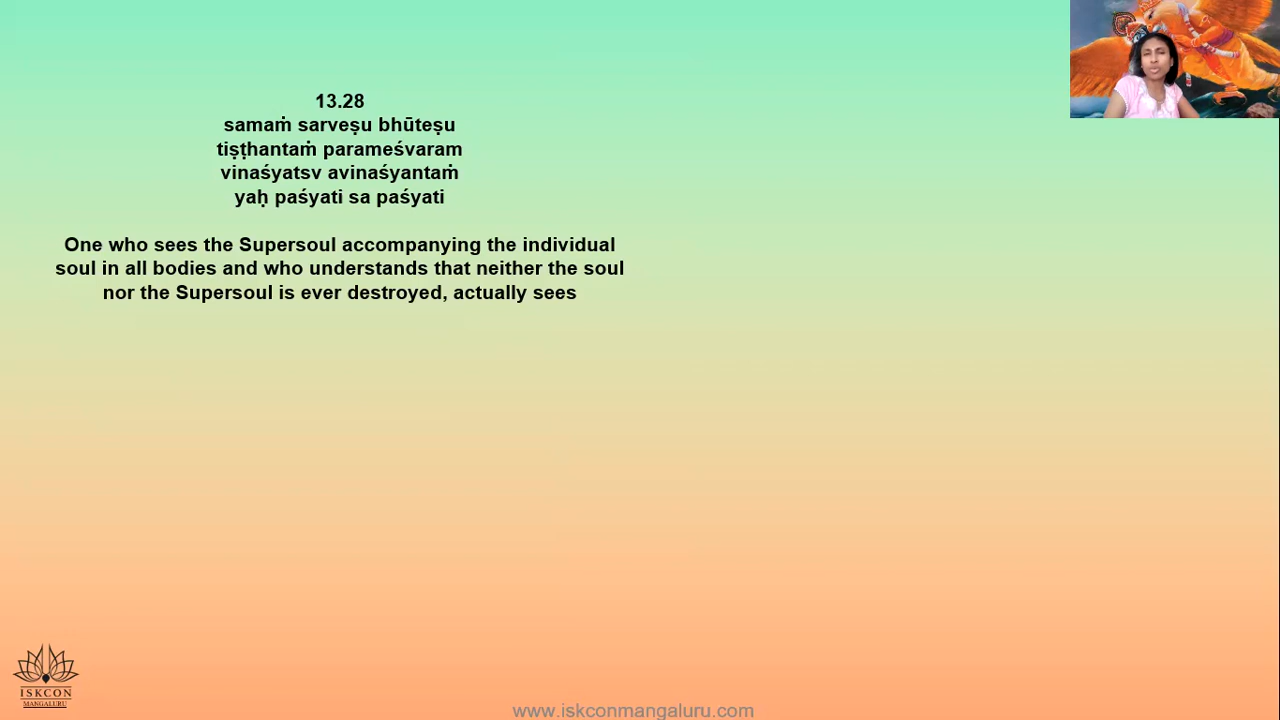 13.28
samaṁ sarveṣu bhūteṣu
tiṣṭhantaṁ parameśvaram
vinaśyatsv avinaśyantaṁ
yaḥ paśyati sa paśyati
One who sees the Supersoul accompanying the individual
soul in all bodies and who understands that neither the soul
nor the Supersoul is ever destroyed, actually sees
ISKCON
MANGALURU
www.iskconmangaluru.com